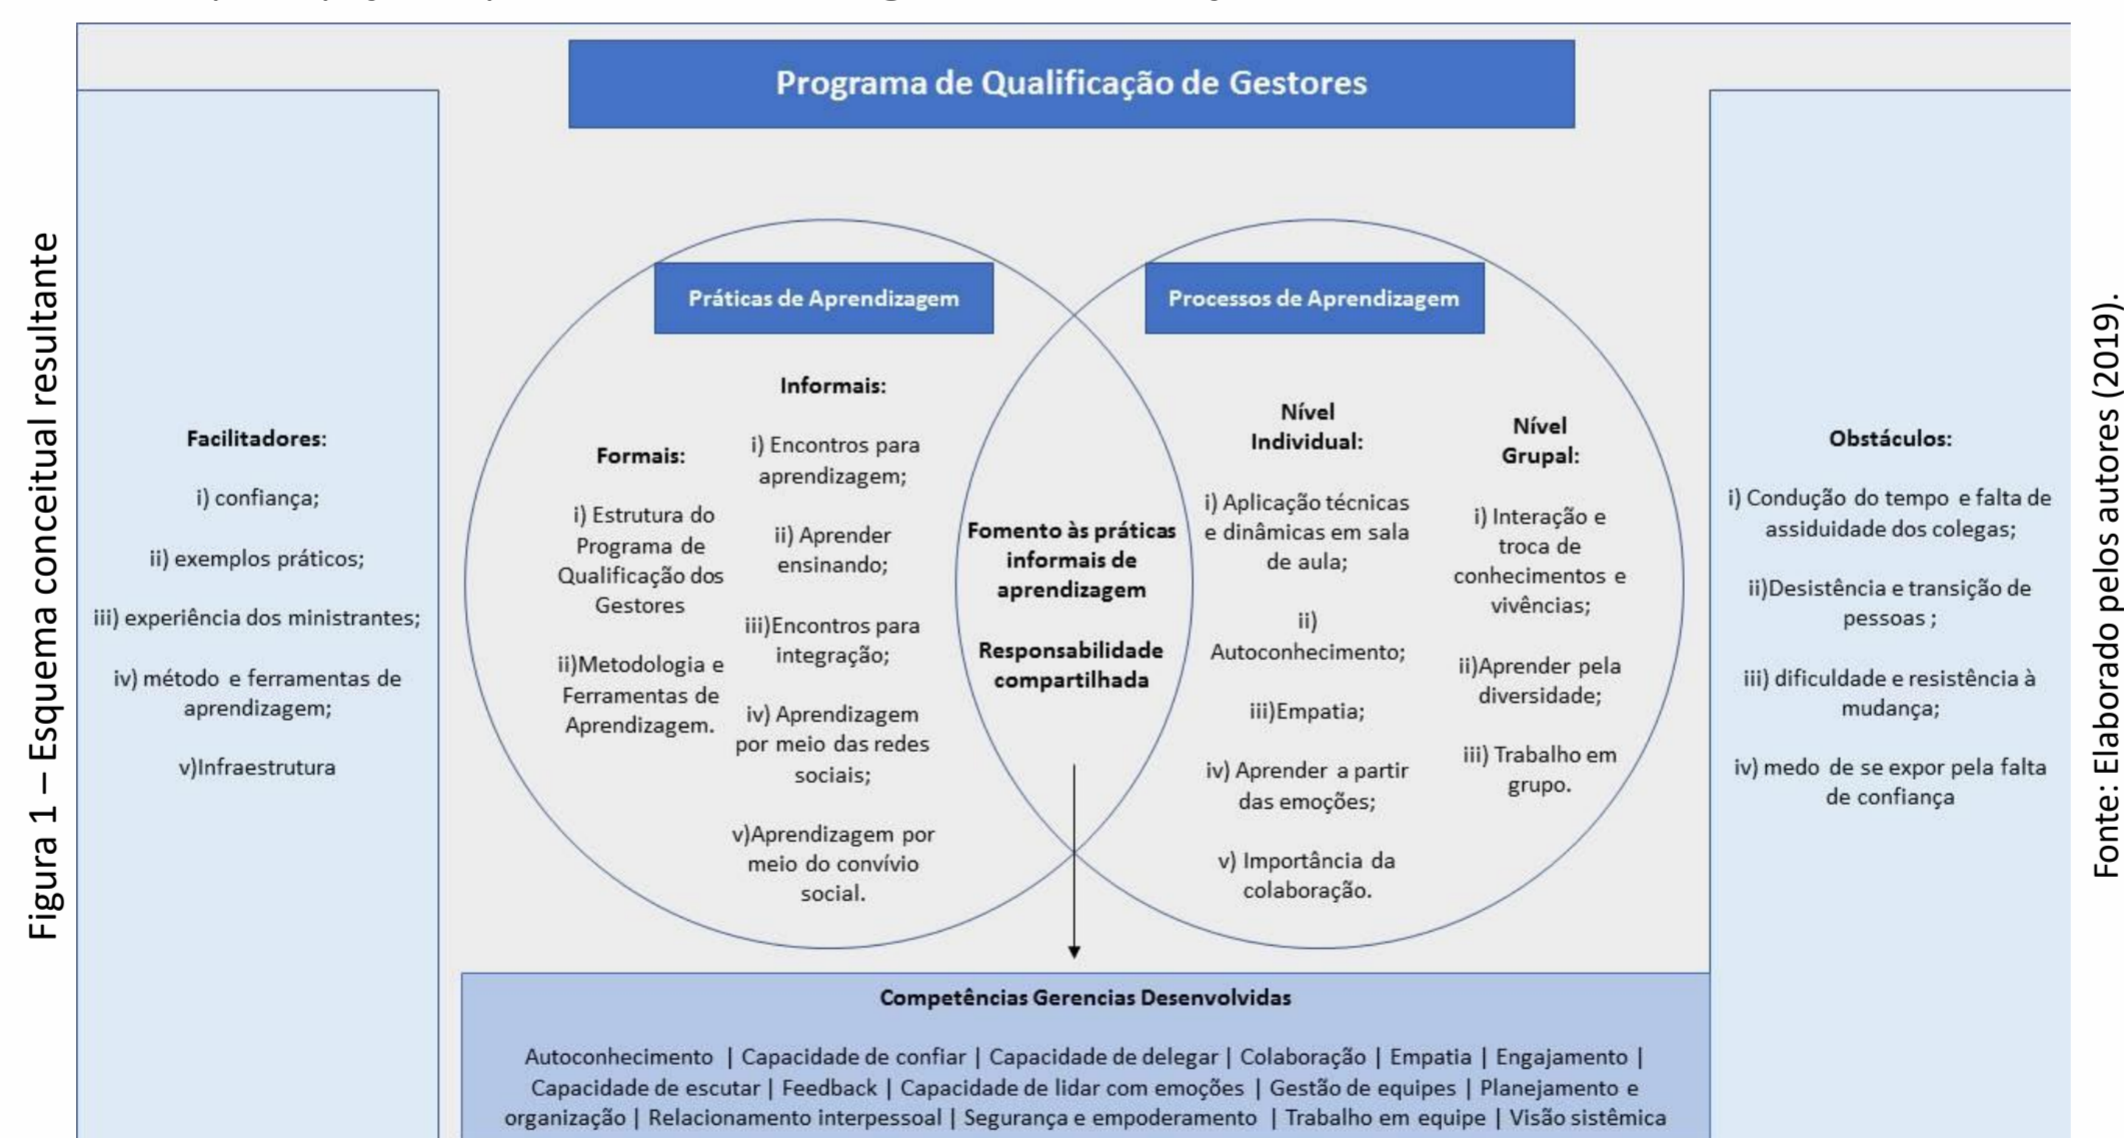 Figura 1 – Esquema conceitual resultante
Programa de Qualificação de Gestores
Facilitadores:
i) confiança;
ii) exemplos práticos;
iii) experiência dos ministrantes;
iv) método e ferramentas de
aprendizagem;
v)Infraestrutura
Práticas de Aprendizagem
Formais:
i) Estrutura do
Programa de
Qualificação dos
Gestores
ii)Metodologia e
Ferramentas de
Aprendizagem.
Informais:
i) Encontros para
aprendizagem;
ii) Aprender
ensinando;
iii)Encontros para
integração;
iv) Aprendizagem
por meio das redes
sociais;
v)Aprendizagem por
meio do convívio
social.
Fomento às práticas
informais de
aprendizagem
Responsabilidade
compartilhada
Processos de Aprendizagem
Nível
Individual:
i) Aplicação técnicas
e dinâmicas em sala
de aula;
ii)
Autoconhecimento;
iii)Empatia;
iv) Aprender a partir
das emoções;
v) Importância da
colaboração.
Nível
Grupal:
i) Interação e
troca de
conhecimentos e
vivências;
ii)Aprender pela
diversidade;
iii) Trabalho em
grupo.
Obstáculos:
i) Condução do tempo e falta de
assiduidade dos colegas;
ii)Desistência e transição de
pessoas ;
iii) dificuldade e resistência à
mudança;
iv) medo de se expor pela falta
de confiança
Competências Gerencias Desenvolvidas
Autoconhecimento | Capacidade de confiar | Capacidade de delegar | Colaboração | Empatia | Engajamento |
Capacidade de escutar | Feedback | Capacidade de lidar com emoções | Gestão de equipes | Planejamento e
organização | Relacionamento interpessoal | Segurança e empoderamento | Trabalho em equipe | Visão sistêmica
Fonte: Elaborado pelos autores (2019).